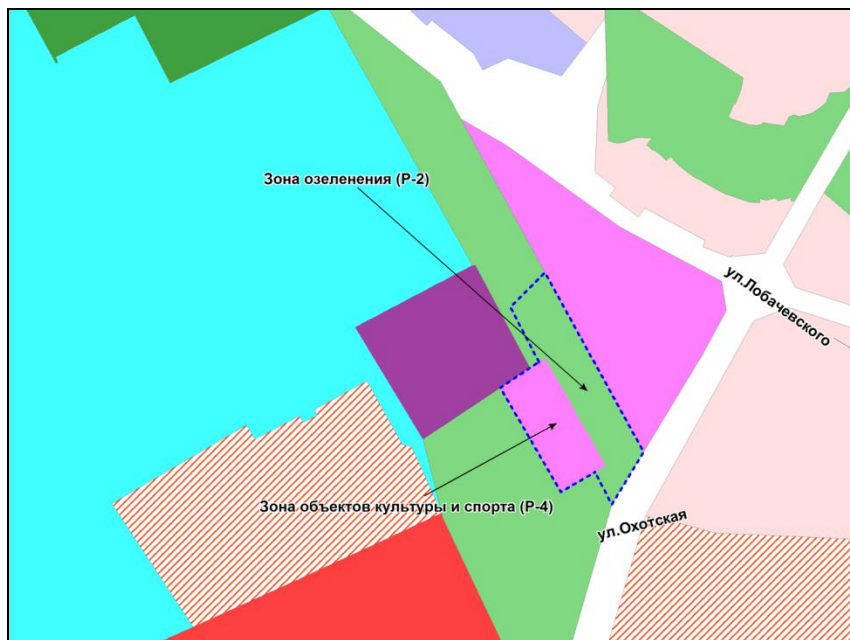 Зона озеленения (Р-2)
ул.Лобачевского
Зона объектов культуры и спорта (Р-4)
ул.Охотская